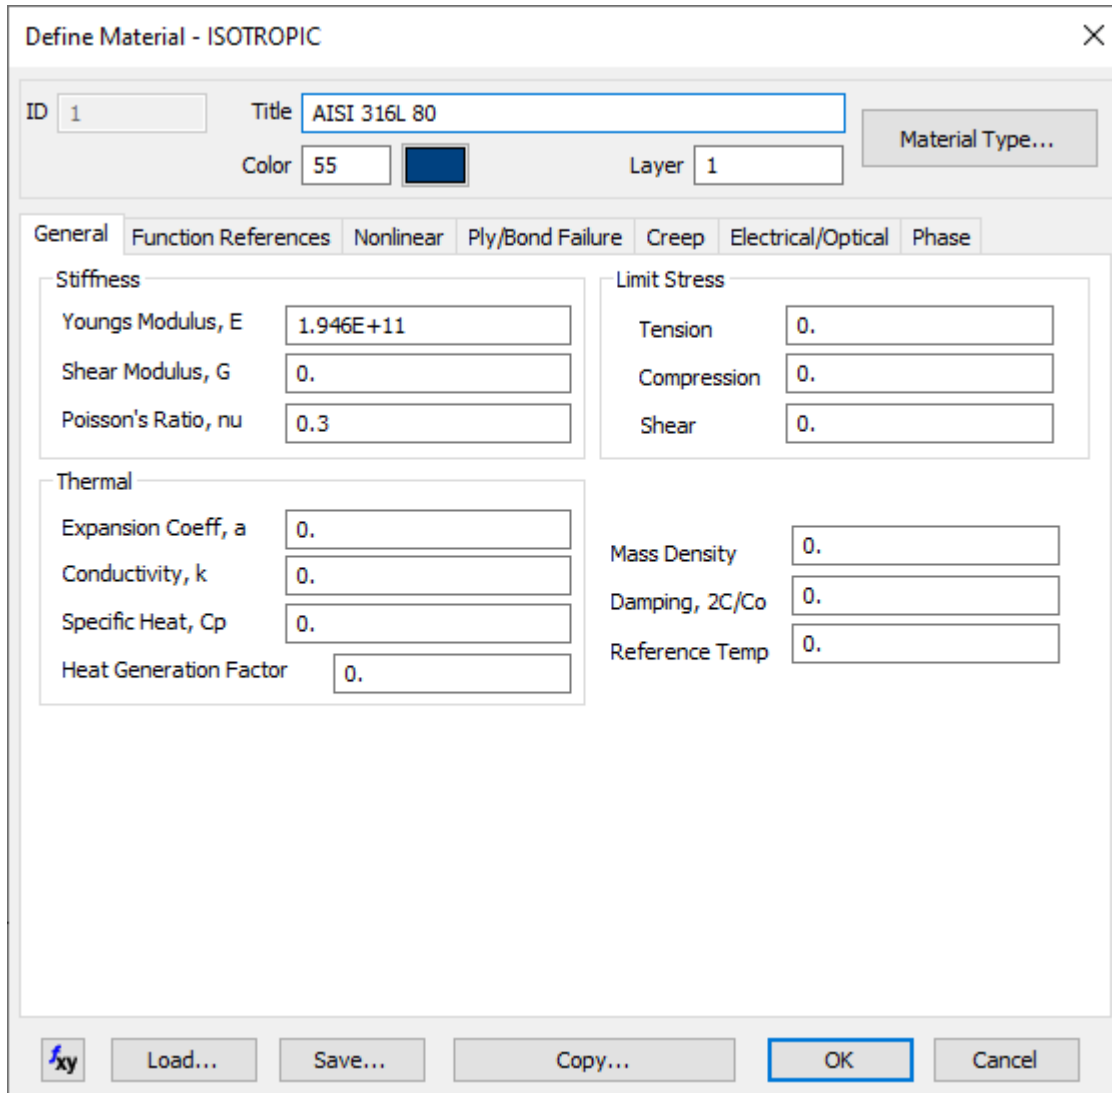 Define Material - ISOTROPIC
ID 1 Title AISI 316L 80 Material Type...
Color 55 Layer 1
General Function References Nonlinear Ply/Bond Failure Creep Electrical/Optical Phase
Stiffness
Youngs Modulus, E 1.946E+11
Shear Modulus, G 0.
Poisson's Ratio, nu 0.3
Limit Stress
Tension 0.
Compression 0.
Shear 0.
Thermal
Expansion Coeff, a 0.
Conductivity, k 0.
Specific Heat, Cp 0.
Heat Generation Factor 0.
Mass Density 0.
Damping, 2C/Co 0.
Reference Temp 0.
fxy Load... Save... Copy... OK Cancel